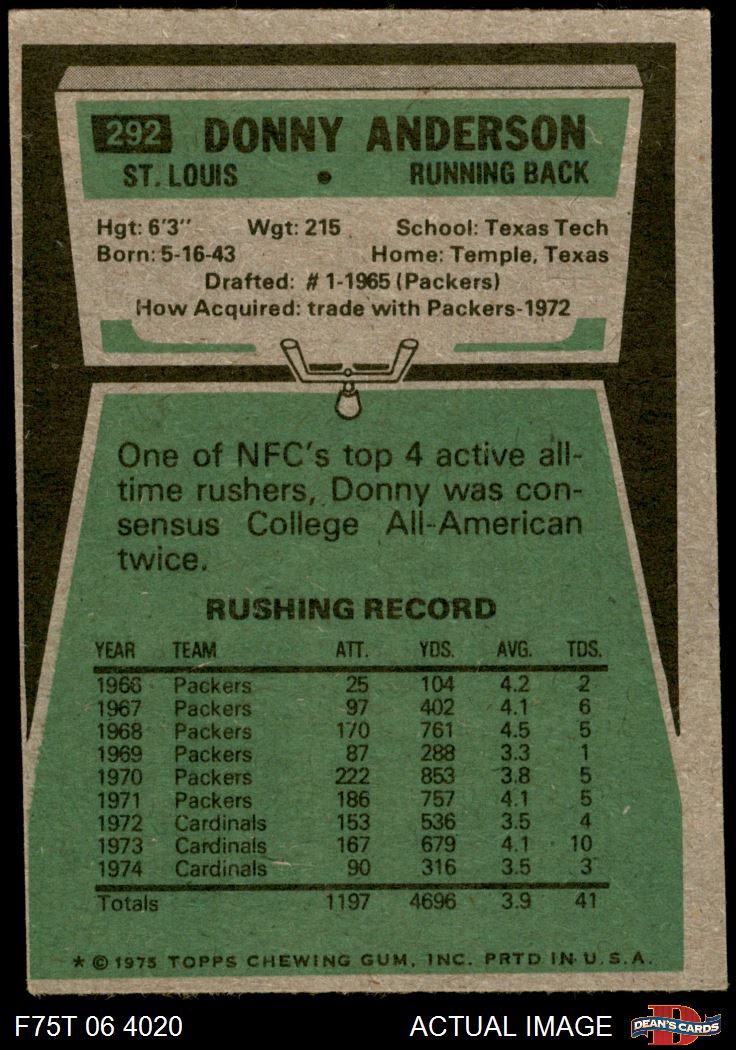 292 DONNY ANDERSON
ST. LOUIS • RUNNING BACK
Hgt: 6'3" Wgt: 215 School: Texas Tech
Born: 5-16-43 Home: Temple, Texas
Drafted: #1-1965 (Packers)
How Acquired: trade with Packers-1972
One of NFC's top 4 active all-
time rushers, Donny was con-
sensus College All-American
twice.
RUSHING RECORD
YEAR TEAM ATT. YDS. AVG. TDS.
1966 Packers 25 104 4.2 2
1967 Packers 97 402 4.1 6
1968 Packers 170 761 4.5 5
1969 Packers 87 288 3.3 1
1970 Packers 222 853 3.8 5
1971 Packers 186 757 4.1 5
1972 Cardinals 153 536 3.5 4
1973 Cardinals 167 679 4.1 10
1974 Cardinals 90 316 3.5 3
Totals 1197 4696 3.9 41
* © 1975 TOPPS CHEWING GUM, INC. PRTD IN U.S.A.
F75T 06 4020 ACTUAL IMAGE D DEAN'S CARDS